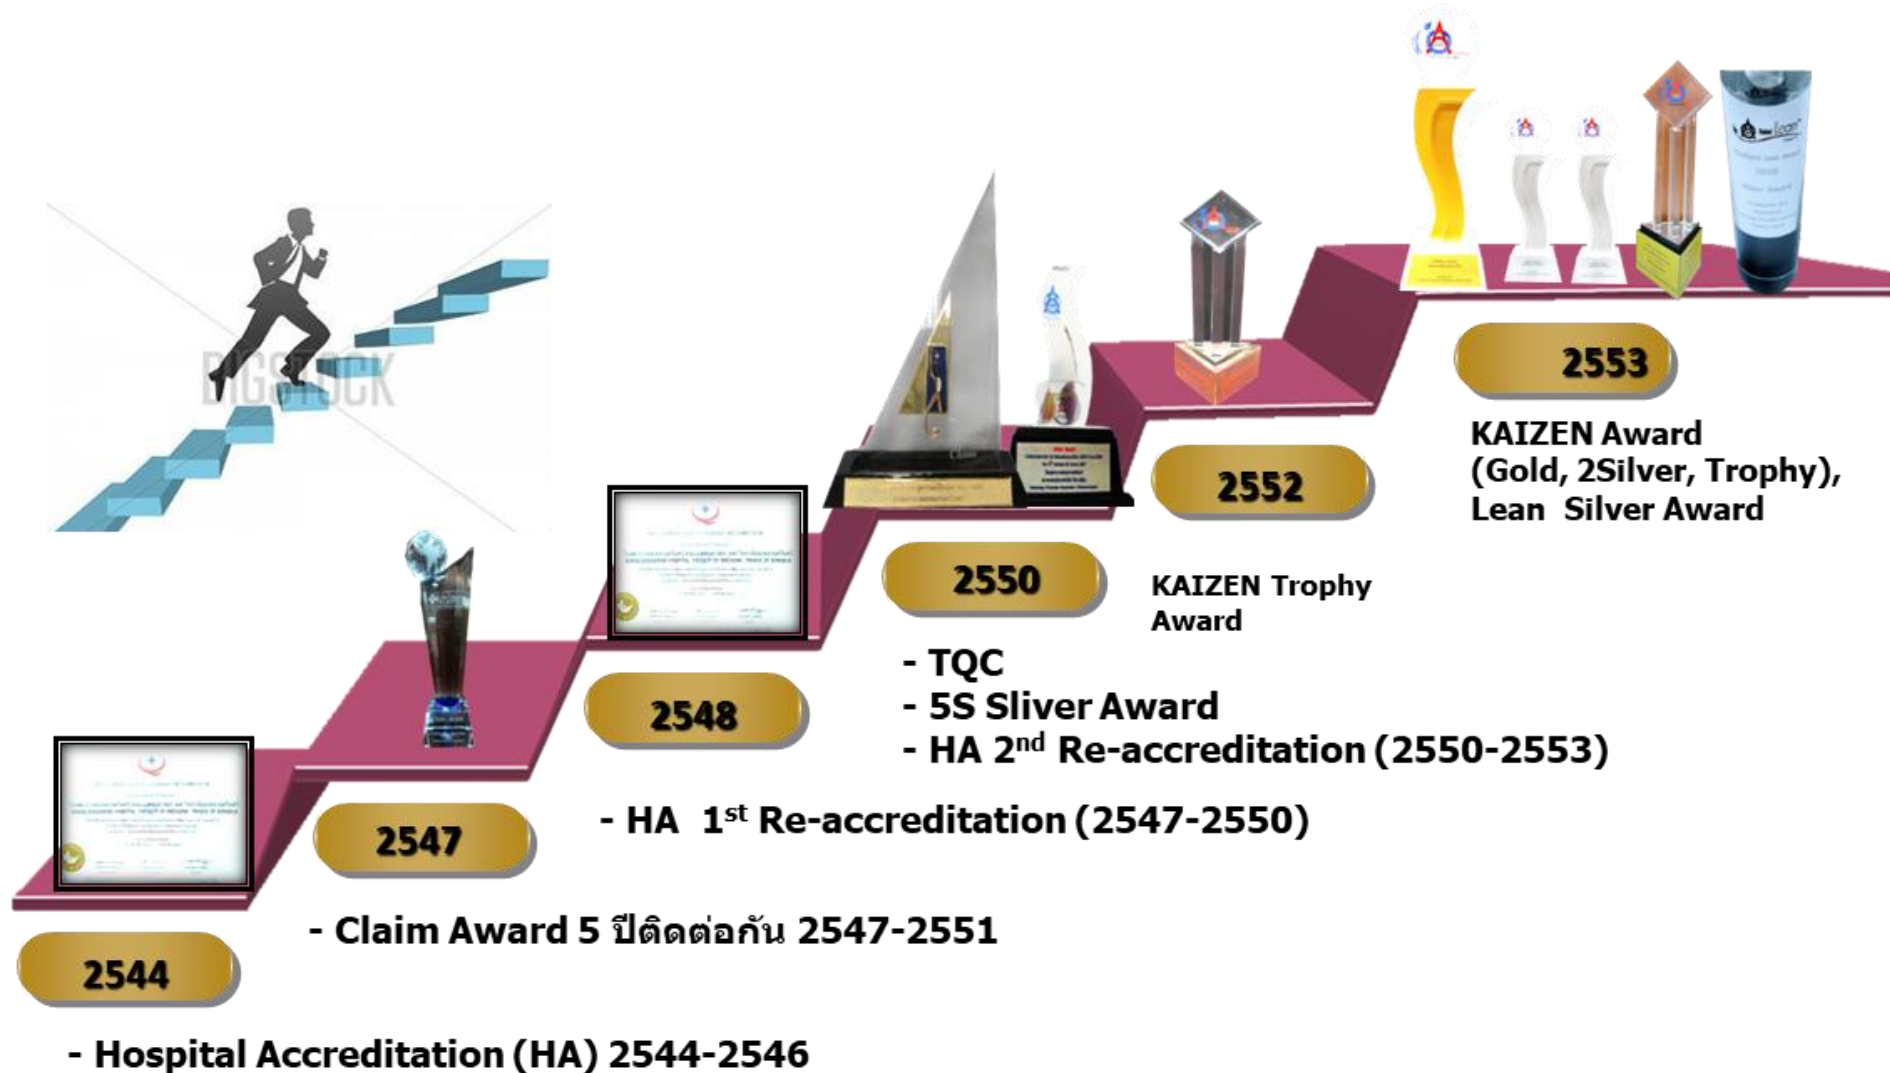 BIGSTOCK
2553
KAIZEN Award
(Gold, 2Silver, Trophy),
Lean Silver Award
2552
KAIZEN Trophy
Award
2550
- TQC
- 5S Sliver Award
- HA 2nd Re-accreditation (2550-2553)
2548
- HA 1st Re-accreditation (2547-2550)
2547
- Claim Award 5 ปีติดต่อกัน 2547-2551
2544
- Hospital Accreditation (HA) 2544-2546